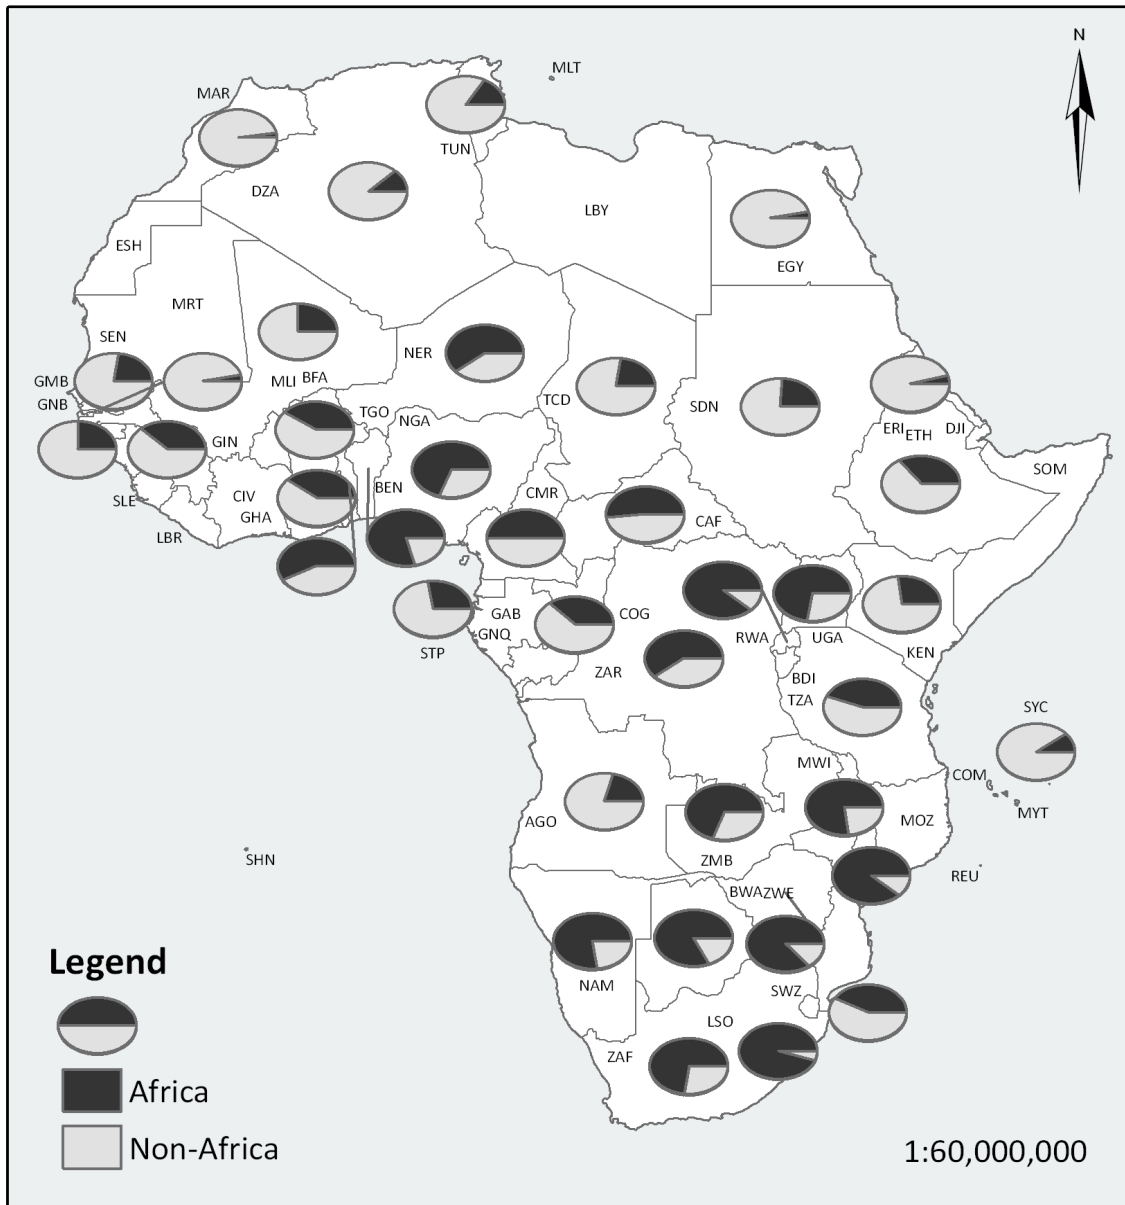 N
MLT
MAR
TUN
DZA
LBY
ESH
EGY
MRT
SEN
NER
GMB
MLI
BFA
TCD
SDN
GNB
TGO
NGA
ERI
ETH
DJI
GIN
SOM
BEN
CMR
SLE
CIV
GHA
CAF
LBR
GAB
COG
GNQ
RWA
UGA
STP
KEN
ZAR
BDI
TZA
SYC
MWI
COM
MYT
AGO
MOZ
SHN
ZMB
REU
BWA
ZWE
Legend
NAM
SWZ
LSO
ZAF
Africa
Non-Africa
1:60,000,000